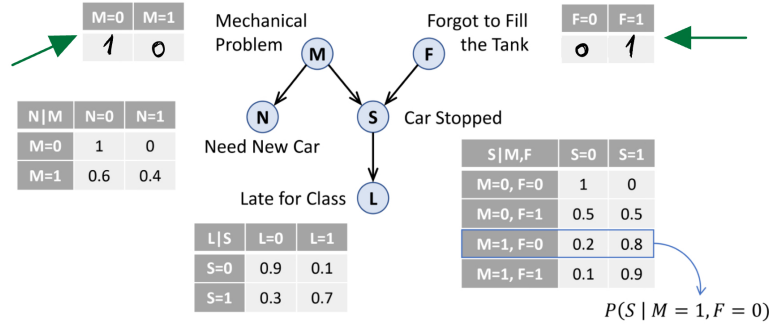 M=0 M=1
1 0
Mechanical
Problem
M
Forgot to Fill
the Tank
F
F=0 F=1
0 1
N|M N=0 N=1
M=0 1 0
M=1 0.6 0.4
N
Need New Car
S
Car Stopped
Late for Class
L
L|S L=0 L=1
S=0 0.9 0.1
S=1 0.3 0.7
S|M,F S=0 S=1
M=0, F=0 1 0
M=0, F=1 0.5 0.5
M=1, F=0 0.2 0.8
M=1, F=1 0.1 0.9
P(S | M = 1, F = 0)